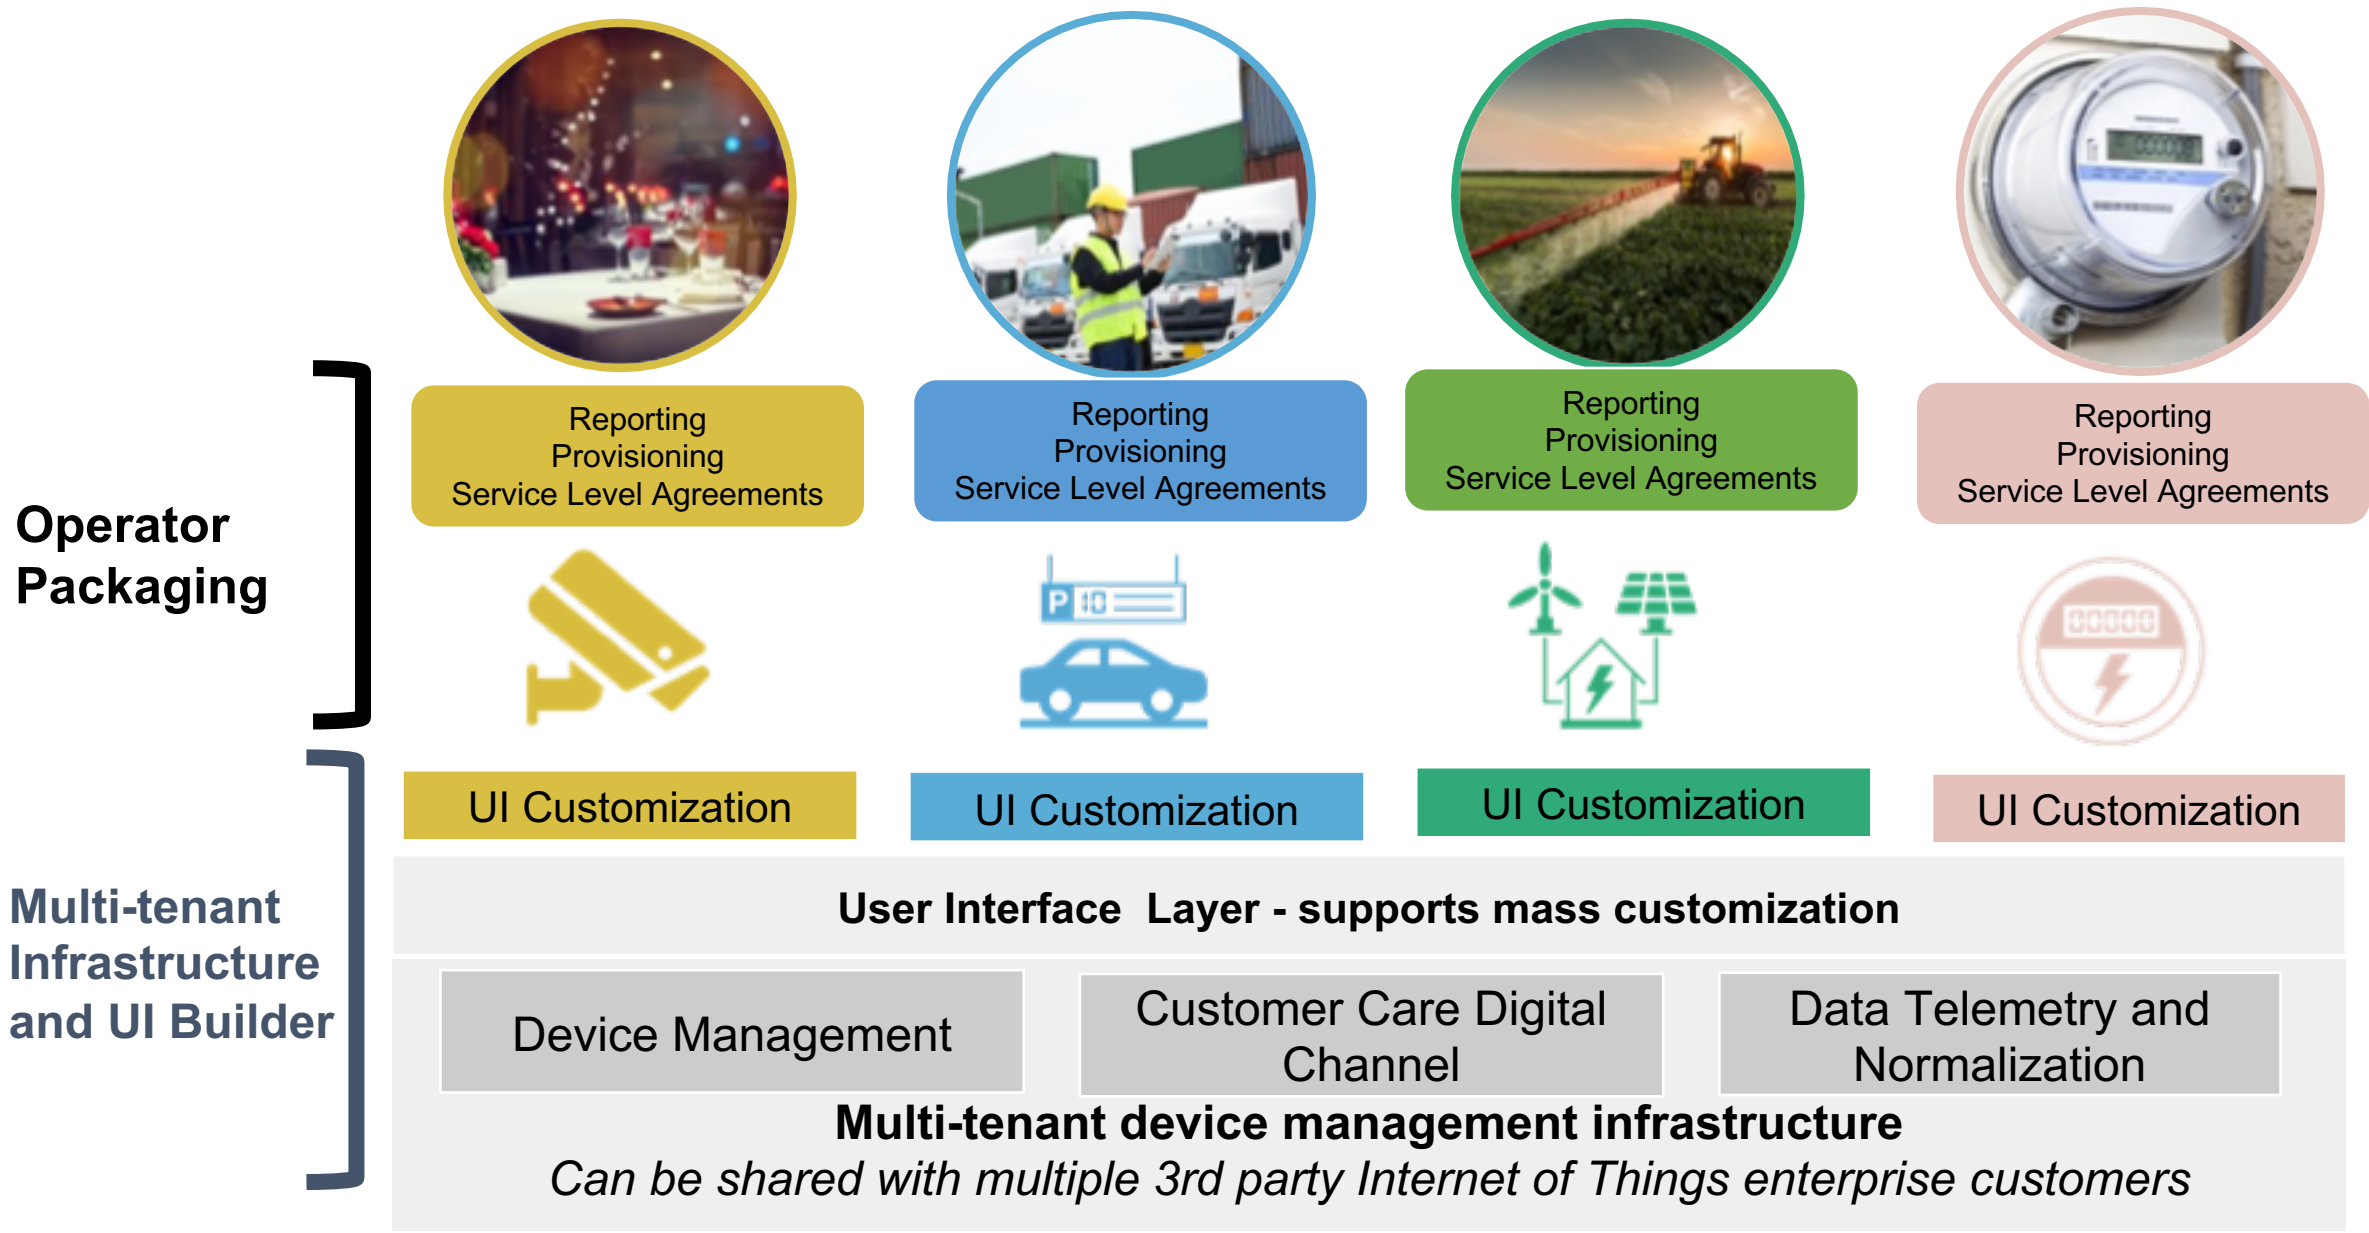 Operator
Packaging
Reporting
Provisioning
Service Level Agreements
Reporting
Provisioning
Service Level Agreements
Reporting
Provisioning
Service Level Agreements
Reporting
Provisioning
Service Level Agreements
P 10
00000
Multi-tenant
Infrastructure
and UI Builder
UI Customization
UI Customization
UI Customization
UI Customization
User Interface  Layer - supports mass customization
Device Management
Customer Care Digital
Channel
Data Telemetry and
Normalization
Multi-tenant device management infrastructure
Can be shared with multiple 3rd party Internet of Things enterprise customers